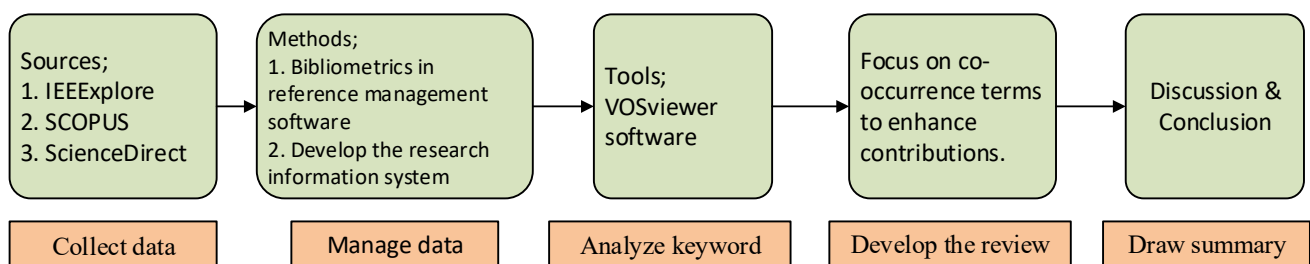 Sources;
1. IEEExplore
2. SCOPUS
3. ScienceDirect
Methods;
1. Bibliometrics in
reference management
software
2. Develop the research
information system
Tools;
VOSviewer
software
Focus on co-
occurrence terms
to enhance
contributions.
Discussion &
Conclusion
Collect data
Manage data
Analyze keyword
Develop the review
Draw summary